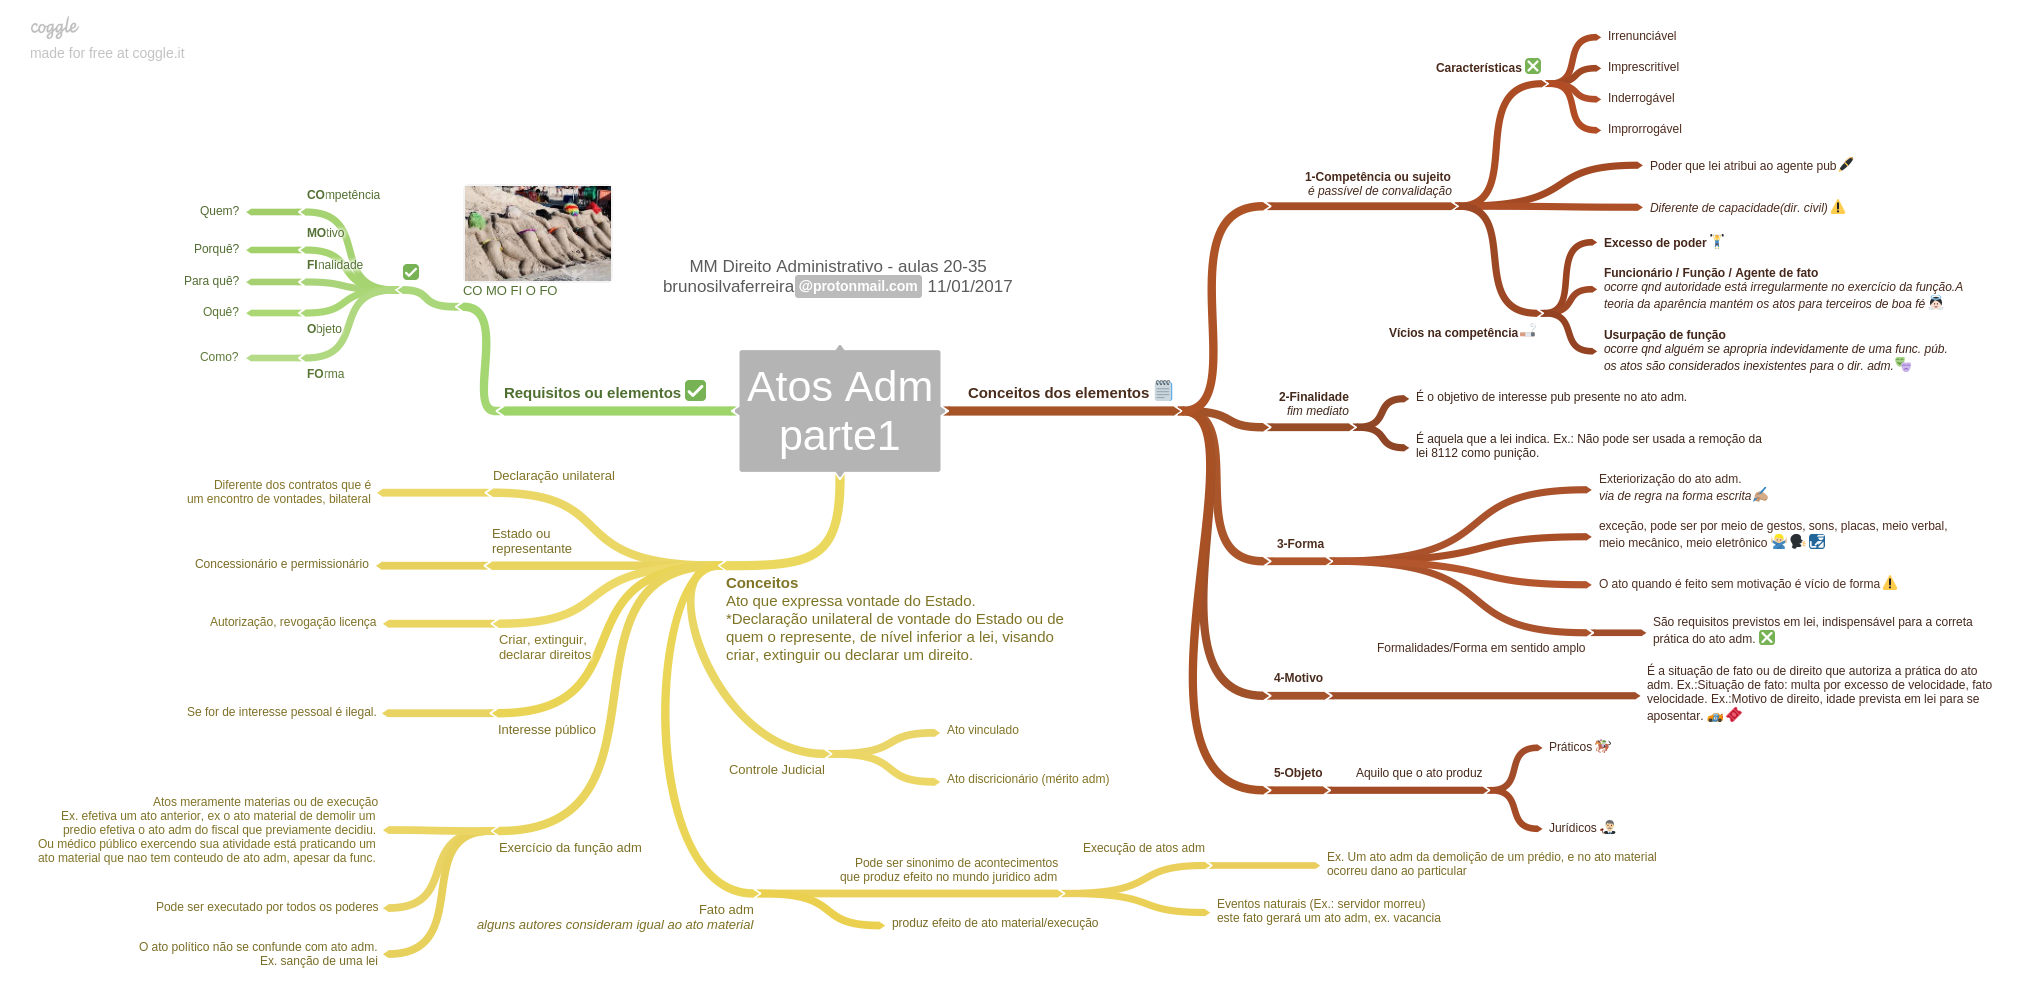 coggle
made for free at coggle.it
MM Direito Administrativo - aulas 20-35
brunosilvaferreira@protonmail.com 11/01/2017
Atos Adm
parte1
Requisitos ou elementos
CO MO FI O FO
COmpetência
Quem?
MOtivo
Porquê?
FInalidade
Para quê?
Objeto
Oquê?
FOrma
Como?
Conceitos
Ato que expressa vontade do Estado.
*Declaração unilateral de vontade do Estado ou de
quem o represente, de nível inferior a lei, visando
criar, extinguir ou declarar um direito.
Declaração unilateral
Diferente dos contratos que é
um encontro de vontades, bilateral
Estado ou
representante
Concessionário e permissionário
Criar, extinguir,
declarar direitos
Autorização, revogação licença
Interesse público
Se for de interesse pessoal é ilegal.
Exercício da função adm
Atos meramente materias ou de execução
Ex. efetiva um ato anterior, ex o ato material de demolir um
predio efetiva o ato adm do fiscal que previamente decidiu.
Ou médico público exercendo sua atividade está praticando um
ato material que nao tem conteudo de ato adm, apesar da func.
Pode ser executado por todos os poderes
O ato político não se confunde com ato adm.
Ex. sanção de uma lei
Controle Judicial
Ato vinculado
Ato discricionário (mérito adm)
Fato adm
alguns autores consideram igual ao ato material
Pode ser sinonimo de acontecimentos
que produz efeito no mundo juridico adm
Execução de atos adm
Ex. Um ato adm da demolição de um prédio, e no ato material
ocorreu dano ao particular
Eventos naturais (Ex.: servidor morreu)
este fato gerará um ato adm, ex. vacancia
produz efeito de ato material/execução
Conceitos dos elementos
1-Competência ou sujeito
é passível de convalidação
Características
Irrenunciável
Imprescritível
Inderrogável
Improrrogável
Poder que lei atribui ao agente pub
Diferente de capacidade(dir. civil)
Vícios na competência
Excesso de poder
Funcionário / Função / Agente de fato
ocorre qnd autoridade está irregularmente no exercício da função.A
teoria da aparência mantém os atos para terceiros de boa fé
Usurpação de função
ocorre qnd alguém se apropria indevidamente de uma func. púb.
os atos são considerados inexistentes para o dir. adm.
2-Finalidade
fim mediato
É o objetivo de interesse pub presente no ato adm.
É aquela que a lei indica. Ex.: Não pode ser usada a remoção da
lei 8112 como punição.
3-Forma
Exteriorização do ato adm.
via de regra na forma escrita
exceção, pode ser por meio de gestos, sons, placas, meio verbal,
meio mecânico, meio eletrônico
O ato quando é feito sem motivação é vício de forma
Formalidades/Forma em sentido amplo
São requisitos previstos em lei, indispensável para a correta
prática do ato adm.
4-Motivo
É a situação de fato ou de direito que autoriza a prática do ato
adm. Ex.:Situação de fato: multa por excesso de velocidade, fato
velocidade. Ex.:Motivo de direito, idade prevista em lei para se
aposentar.
5-Objeto
Aquilo que o ato produz
Práticos
Jurídicos